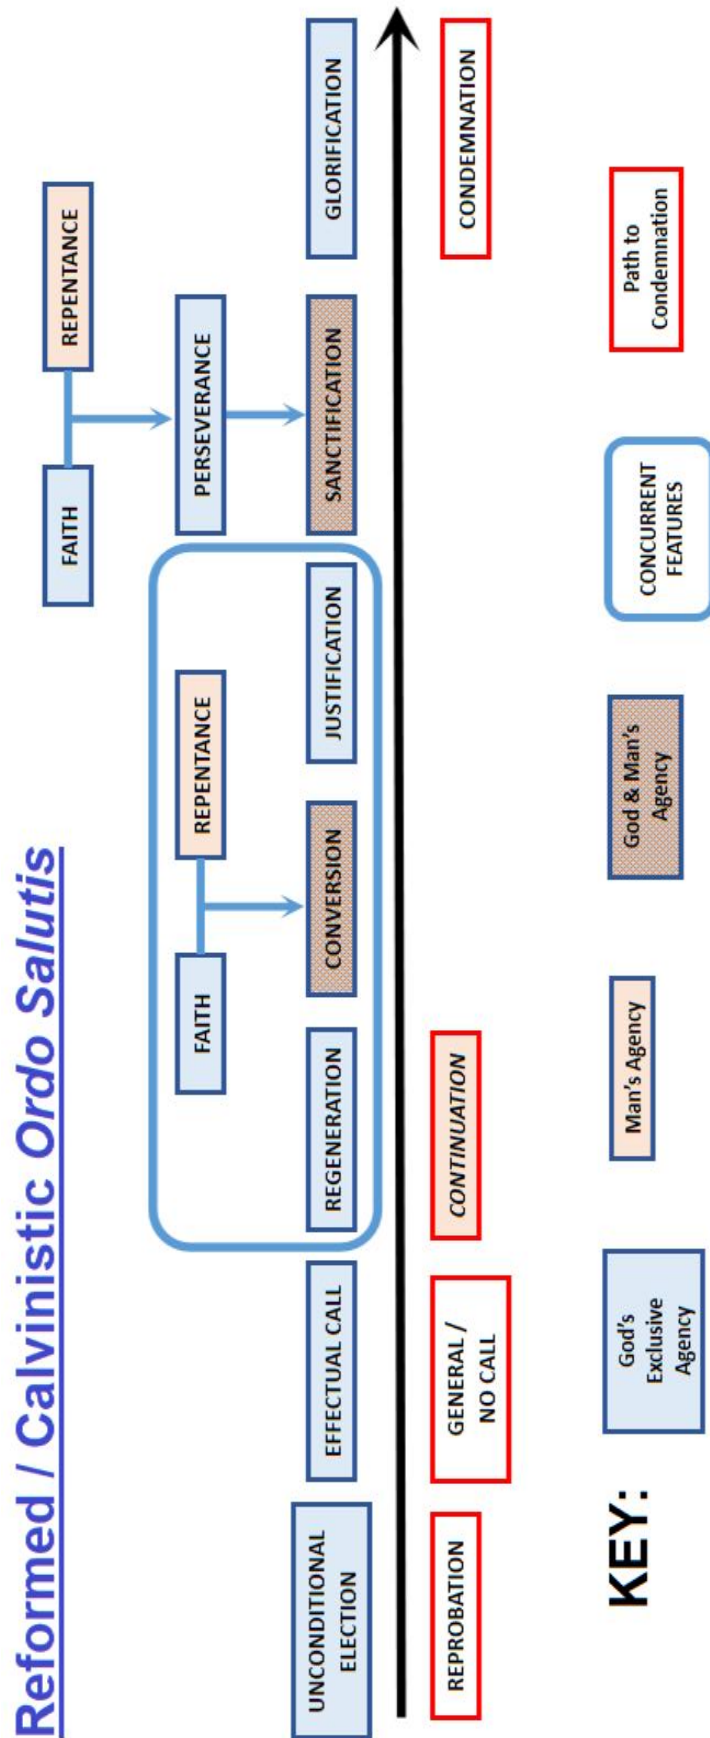 Reformed / Calvinistic Ordo Salutis
FAITH
REPENTANCE
FAITH
REPENTANCE
PERSEVERANCE
UNCONDITIONAL
ELECTION
EFFECTUAL CALL
REGENERATION
CONVERSION
JUSTIFICATION
SANCTIFICATION
GLORIFICATION
REPROBATION
GENERAL /
NO CALL
CONTINUATION
CONDEMNATION
KEY:
God's
Exclusive
Agency
Man's Agency
God & Man's
Agency
CONCURRENT
FEATURES
Path to
Condemnation